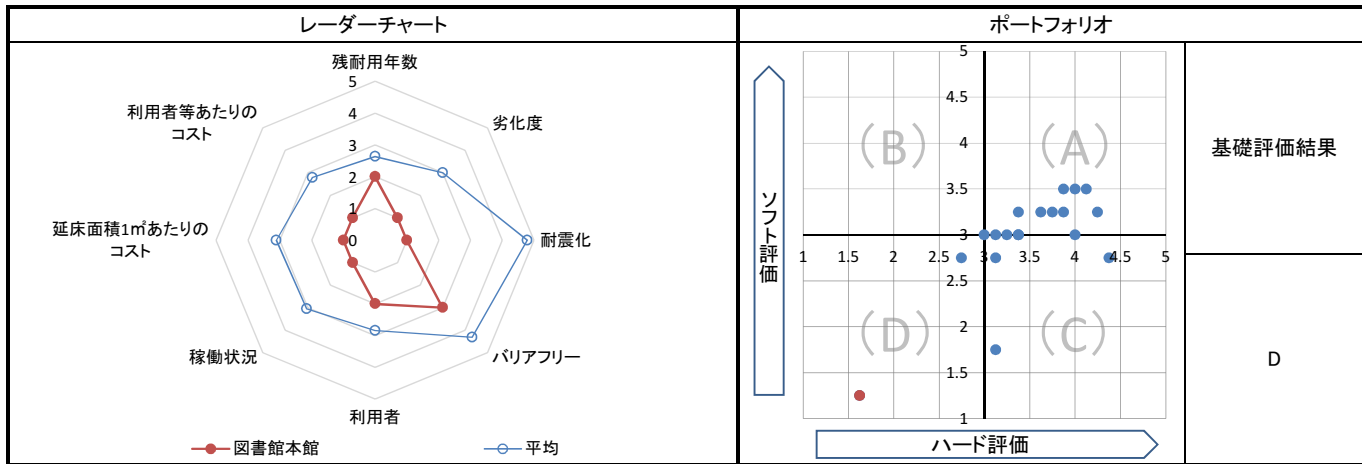 レーダーチャート
残耐用年数
劣化度
耐震化
バリアフリー
利用者
稼働状況
延床面積1㎡あたりの
コスト
利用者等あたりの
コスト
5
4
3
2
1
0
図書館本館
平均
ポートフォリオ
ソフト評価
5
4.5
4
3.5
3
2.5
2
1.5
1
1 1.5 2 2.5 3 3.5 4 4.5 5
（B）
（A）
（D）
（C）
ハード評価
基礎評価結果
D